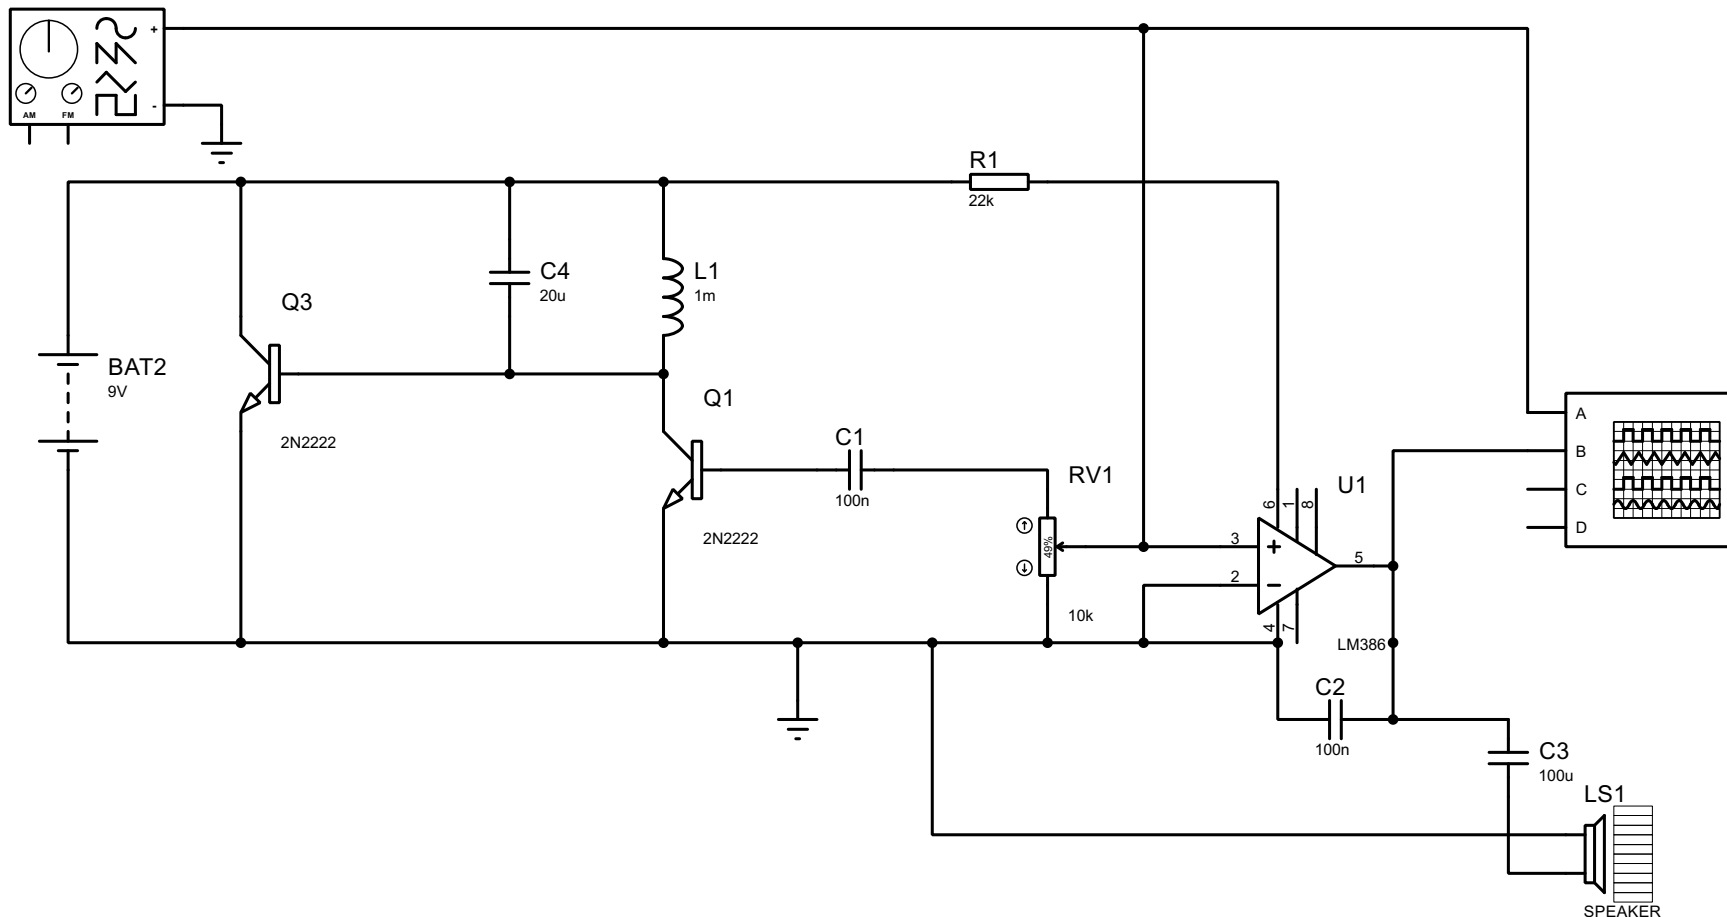 +
-
AM FM
R1
22k
C4
20u
L1
1m
Q3
BAT2
9V
2N2222
Q1
2N2222
C1
100n
RV1
49%
10k
U1
6 1 8
3
2
5
4 7
+
-
LM386
A
B
C
D
C2
100n
C3
100u
LS1
SPEAKER